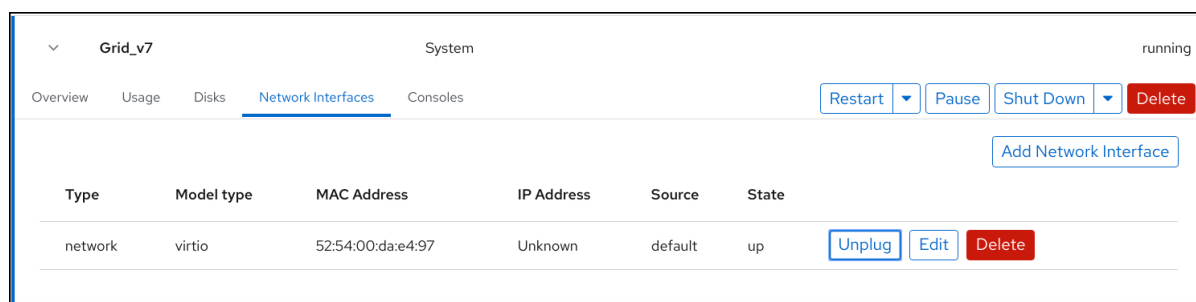 Grid_v7 System running
Overview Usage Disks Network Interfaces Consoles Restart Pause Shut Down Delete
Add Network Interface
Type Model type MAC Address IP Address Source State
network virtio 52:54:00:da:e4:97 Unknown default up Unplug Edit Delete